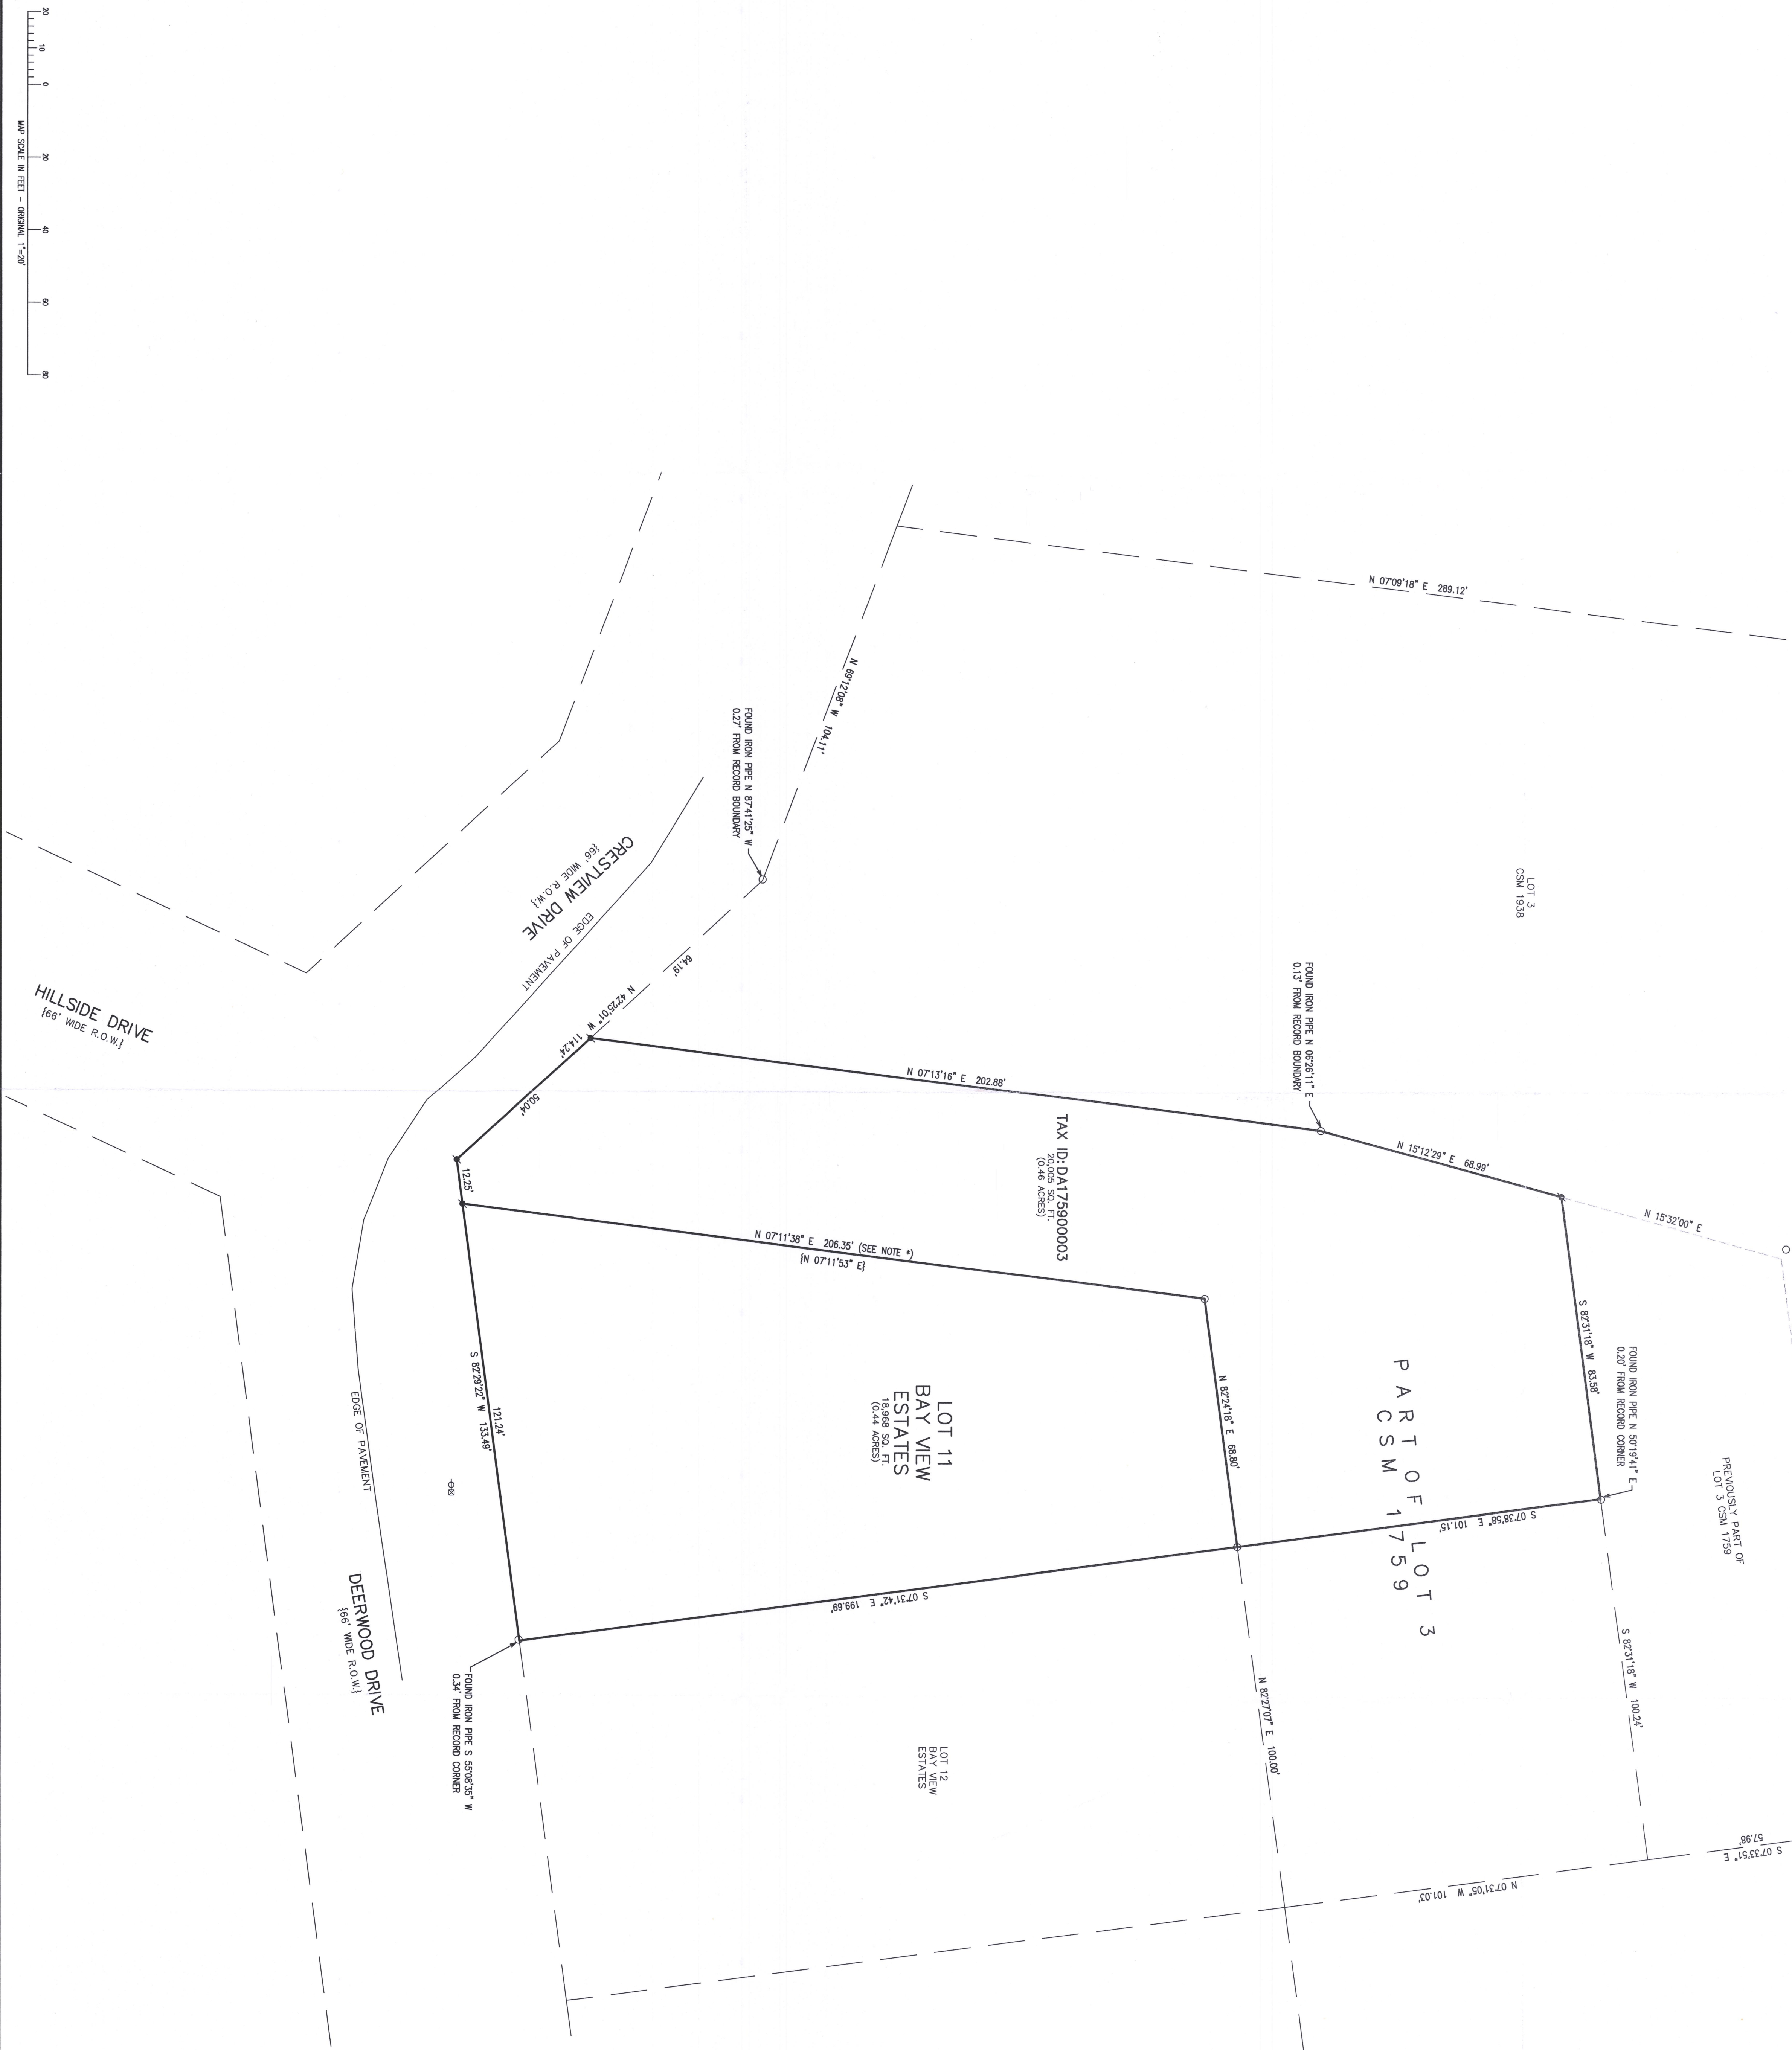 20
10
0
20
40
60
80
MAP SCALE IN FEET - ORIGINAL 1"=20'
N 07°09'18" E 289.12'
N 69°12'08" W 104.11'
FOUND IRON PIPE N 87°41'25" W
0.27' FROM RECORD BOUNDARY
LOT 3
CSM 1938
CRESTVIEW DRIVE
{66' WIDE R.O.W.}
EDGE OF PAVEMENT
64.19'
N 42°25'01" W 114.24'
50.04'
HILLSIDE DRIVE
{66' WIDE R.O.W.}
FOUND IRON PIPE N 06°26'11" E
0.13' FROM RECORD BOUNDARY
N 07°13'16" E 202.88'
N 15°12'29" E 68.99'
N 15°32'00" E
TAX ID:DA175900003
20,005 SQ. FT.
(0.46 ACRES)
12.25'
N 07°11'38" E 206.35' (SEE NOTE *)
{N 07°11'53" E}
S 82°31'18" W 83.58'
FOUND IRON PIPE N 50°19'41" E
0.20' FROM RECORD CORNER
N 82°24'18" E 68.80'
PART OF LOT 3
CSM 1759
PREVIOUSLY PART OF
LOT 3 CSM 1759
LOT 11
BAY VIEW
ESTATES
18,968 SQ. FT.
(0.44 ACRES)
121.24'
S 82°29'22" W 133.49'
EDGE OF PAVEMENT
S 07°38'58" E 101.15'
S 07°31'42" E 199.69'
DEERWOOD DRIVE
{66' WIDE R.O.W.}
FOUND IRON PIPE S 55°08'35" W
0.34' FROM RECORD CORNER
S 82°31'18" W 100.24'
N 82°27'07" E 100.00'
LOT 12
BAY VIEW
ESTATES
57.98'
S 07°33'51" E
N 07°31'05" W 101.03'